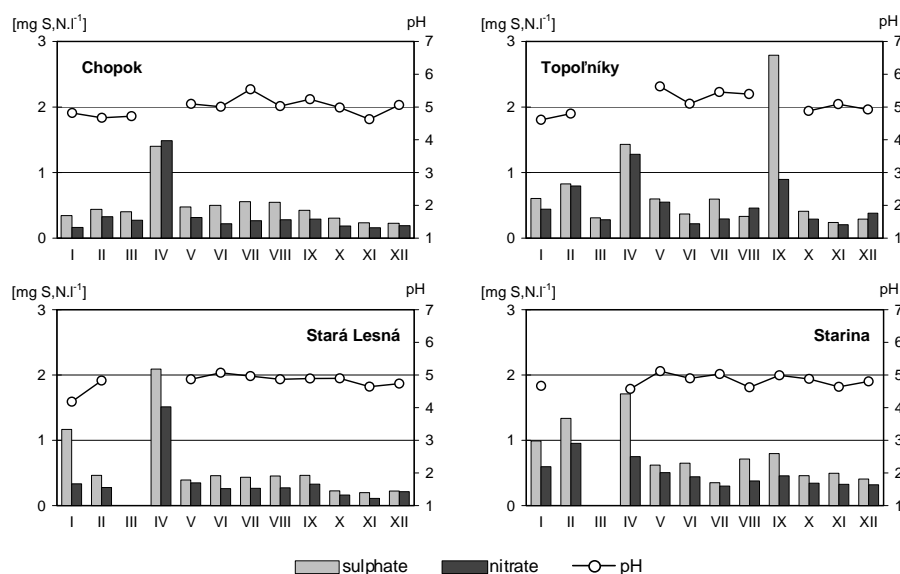 [mg S,N.l⁻¹] pH [mg S,N.l⁻¹] pH
3 7 3 7
Chopok Topoľníky
6 6
2 5 2 5
4 4
1 3 1 3
2 2
0 1 0 1
I II III IV V VI VII VIII IX X XI XII I II III IV V VI VII VIII IX X XI XII
[mg S,N.l⁻¹] pH [mg S,N.l⁻¹] pH
3 7 3 7
Stará Lesná Starina
6 6
2 5 2 5
4 4
1 3 1 3
2 2
0 1 0 1
I II III IV V VI VII VIII IX X XI XII I II III IV V VI VII VIII IX X XI XII
sulphate nitrate pH